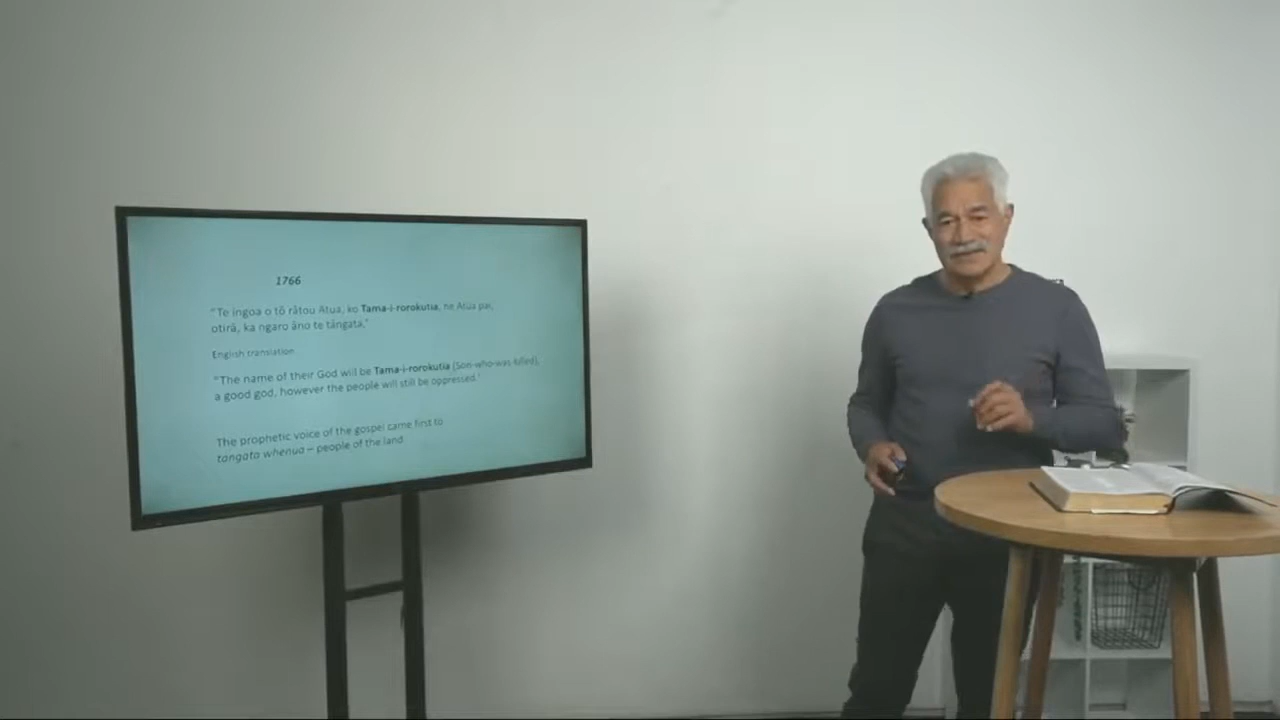 1766
"Te ingoa o tō rātou Atua, ko Tama-i-rorokutia, he Atua pai,
otirā, ka ngaro āno te tāngata."
English translation
"The name of their God will be Tama-i-rorokutia (Son-who-was-killed),
a good god, however the people will still be oppressed."
The prophetic voice of the gospel came first to
tangata whenua – people of the land